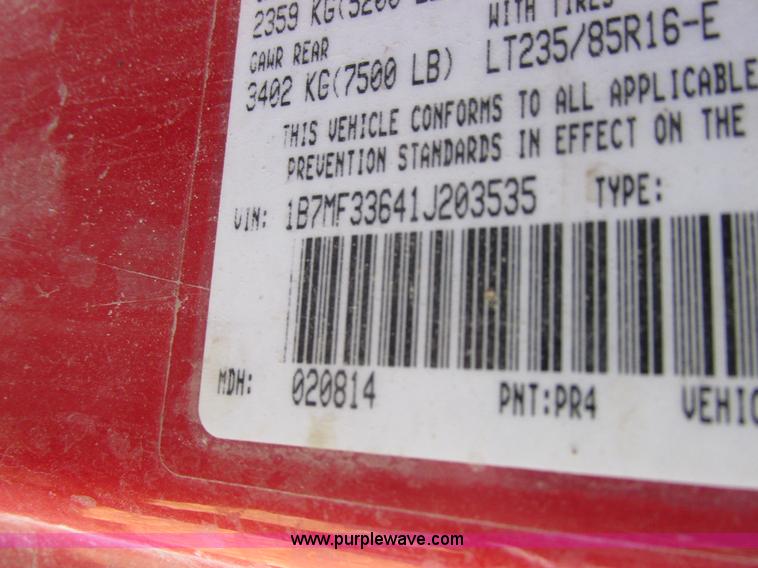 2359 KG(5200 LB
WITH TIRES
GAWR REAR
3402 KG(7500 LB) LT235/85R16-E
THIS VEHICLE CONFORMS TO ALL APPLICABLE
PREVENTION STANDARDS IN EFFECT ON THE
VIN: 1B7MF33641J203535 TYPE:
MDH: 020814 PNT:PR4 VEHIC
www.purplewave.com